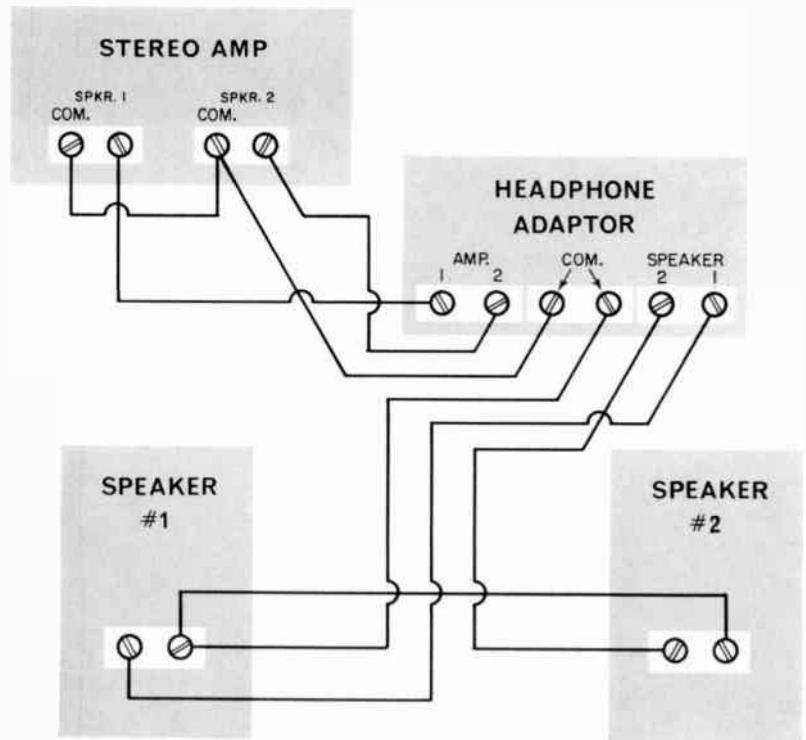 STEREO AMP
SPKR. 1 SPKR. 2
COM. COM.
HEADPHONE
ADAPTOR
AMP. COM. SPEAKER
1 2 2 1
SPEAKER
#1
SPEAKER
#2